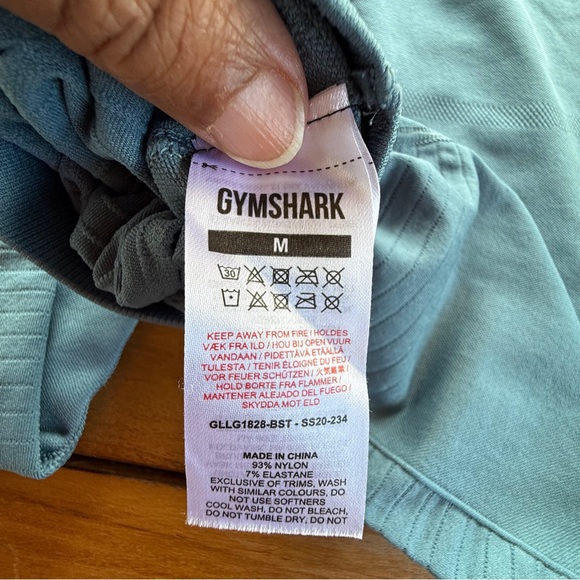 GYMSHARK
M
30
KEEP AWAY FROM FIRE / HOLDES
VÆK FRA ILD / HOU BIJ OPEN VUUR
VANDAAN / PIDETTÄVÄ ETÄÄLLÄ
TULESTA / TENIR ÉLOIGNÉ DU FEU /
VOR FEUER SCHÜTZEN / 火気厳禁 /
HOLD BORTE FRA FLAMMER /
MANTENER ALEJADO DEL FUEGO /
SKYDDA MOT ELD
GLLG1828-BST - SS20-234
MADE IN CHINA
93% NYLON
7% ELASTANE
EXCLUSIVE OF TRIMS, WASH
WITH SIMILAR COLOURS, DO
NOT USE SOFTNERS
COOL WASH, DO NOT BLEACH,
DO NOT TUMBLE DRY, DO NOT